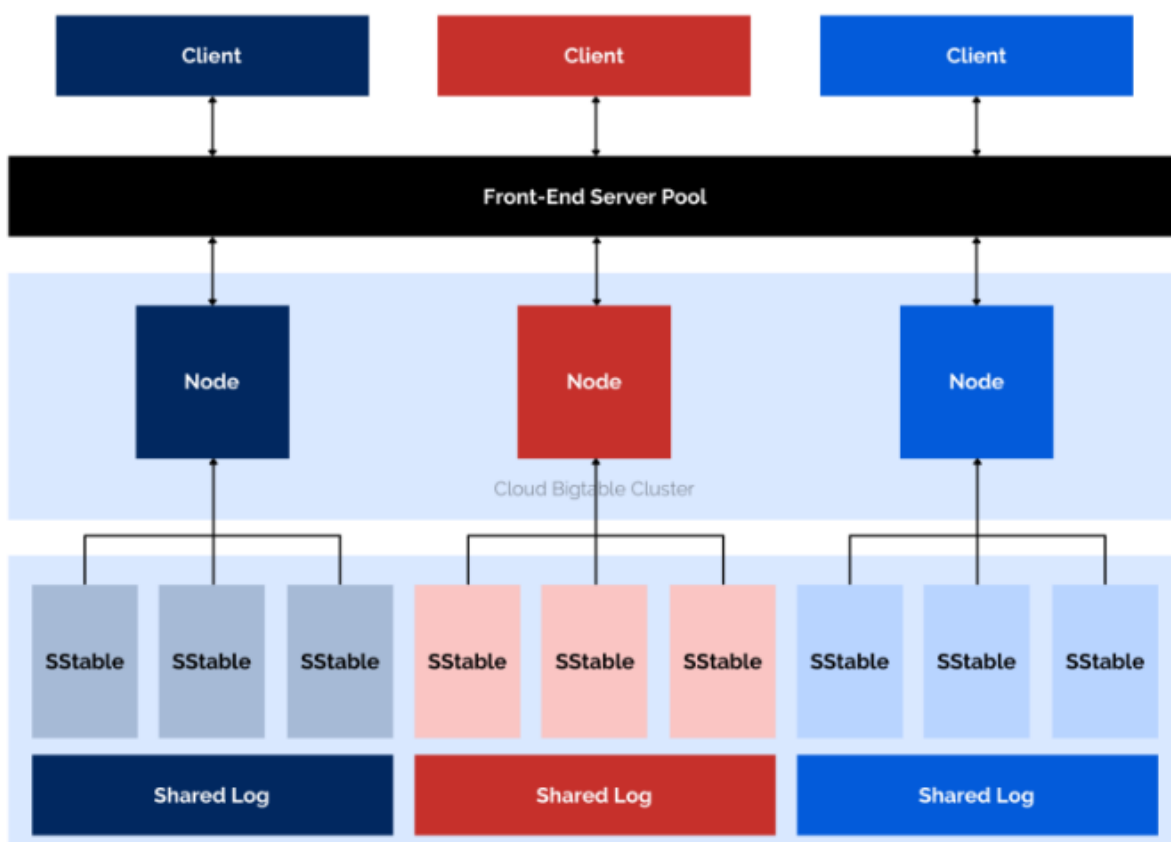 Client
Client
Client
Front-End Server Pool
Node
Node
Node
Cloud Bigtable Cluster
SStable
SStable
SStable
SStable
SStable
SStable
SStable
SStable
SStable
Shared Log
Shared Log
Shared Log